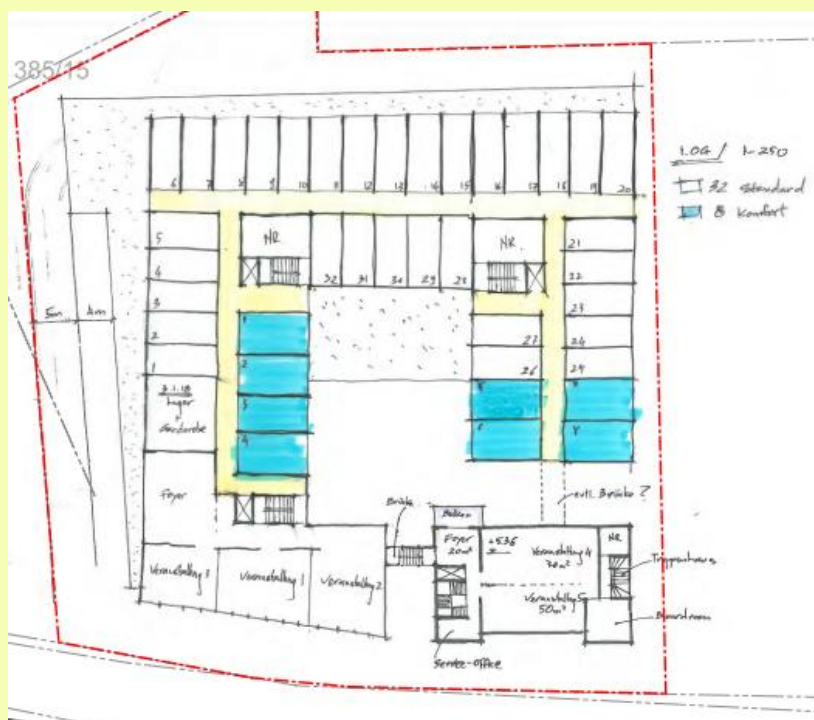 385/15
1.OG / 1-250
32 Standard
8 Komfort
6
7
8
9
10
11
12
13
14
15
16
17
18
19
20
NR.
NR.
5
4
3
2
1
32
31
30
29
28
21
22
23
24
25
27
26
1
2
3
4
5m
4m
3.1.18
Lager
+
Garderobe
Foyer
Brücke
Balkon
evtl. Brücke?
Foyer
20m²
+5.36
Veranstaltung 4
70m²
NR
Treppenhaus
Veranstaltung 3
Veranstaltung 1
Veranstaltung 2
Veranstaltung 5
50m²
Boardroom
Service-office